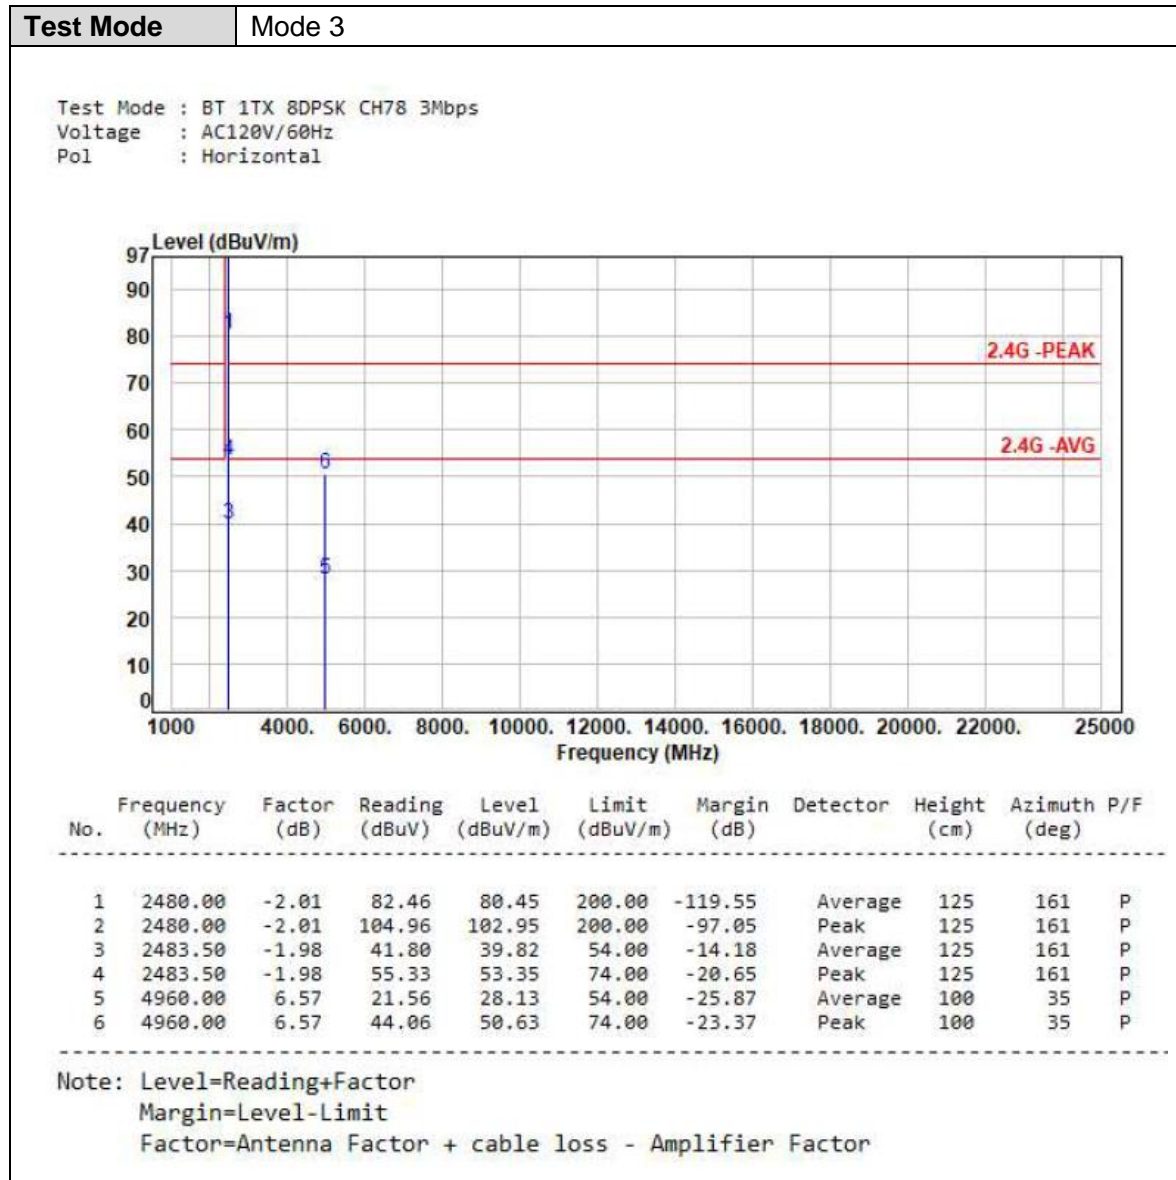 Test Mode Mode 3
Test Mode : BT 1TX 8DPSK CH78 3Mbps
Voltage : AC120V/60Hz
Pol : Horizontal
Level (dBuV/m)
97
90
80
70
60
50
40
30
20
10
0
1
4
3
6
5
2.4G -PEAK
2.4G -AVG
1000 4000. 6000. 8000. 10000. 12000. 14000. 16000. 18000. 20000. 22000. 25000
Frequency (MHz)
Frequency Factor Reading Level Limit Margin Detector Height Azimuth P/F
No. (MHz) (dB) (dBuV) (dBuV/m) (dBuV/m) (dB) (cm) (deg)
1 2480.00 -2.01 82.46 80.45 200.00 -119.55 Average 125 161 P
2 2480.00 -2.01 104.96 102.95 200.00 -97.05 Peak 125 161 P
3 2483.50 -1.98 41.80 39.82 54.00 -14.18 Average 125 161 P
4 2483.50 -1.98 55.33 53.35 74.00 -20.65 Peak 125 161 P
5 4960.00 6.57 21.56 28.13 54.00 -25.87 Average 100 35 P
6 4960.00 6.57 44.06 50.63 74.00 -23.37 Peak 100 35 P
Note: Level=Reading+Factor
Margin=Level-Limit
Factor=Antenna Factor + cable loss - Amplifier Factor